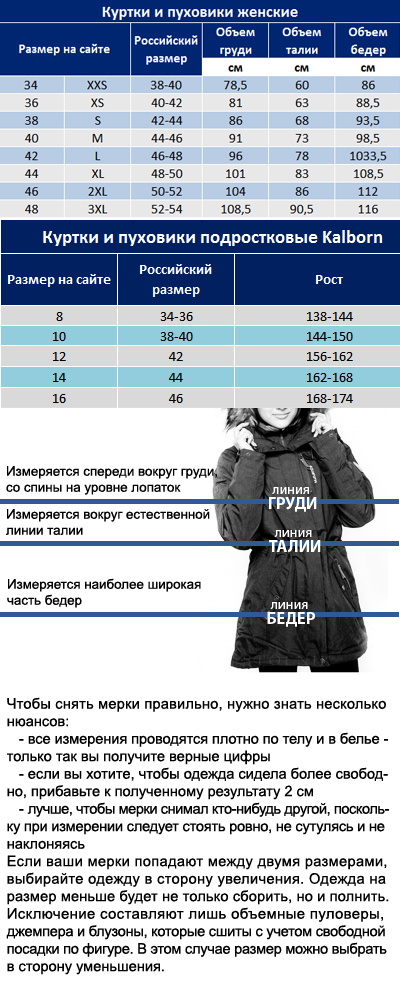 Куртки и пуховики женские
Размер на сайте Российский размер Объем груди Объем талии Объем бедер
см см см
34 XXS 38-40 78,5 60 86
36 XS 40-42 81 63 88,5
38 S 42-44 86 68 93,5
40 M 44-46 91 73 98,5
42 L 46-48 96 78 1033,5
44 XL 48-50 101 83 108,5
46 2XL 50-52 104 86 112
48 3XL 52-54 108,5 90,5 116
Куртки и пуховики подростковые Kalborn
Размер на сайте Российский размер Рост
8 34-36 138-144
10 38-40 144-150
12 42 156-162
14 44 162-168
16 46 168-174
Измеряется спереди вокруг груди,
со спины на уровне лопаток
ЛИНИЯ
ГРУДИ
Измеряется вокруг естественной
линии талии
ЛИНИЯ
ТАЛИИ
Измеряется наиболее широкая
часть бедер
ЛИНИЯ
БЕДЕР
Чтобы снять мерки правильно, нужно знать несколько
нюансов:
- все измерения проводятся плотно по телу и в белье -
только так вы получите верные цифры
- если вы хотите, чтобы одежда сидела более свобод-
но, прибавьте к полученному результату 2 см
- лучше, чтобы мерки снимал кто-нибудь другой, посколь-
ку при измерении следует стоять ровно, не сутулясь и не
наклоняясь
Если ваши мерки попадают между двумя размерами,
выбирайте одежду в сторону увеличения. Одежда на
размер меньше будет не только сборить, но и полнить.
Исключение составляют лишь объемные пуловеры,
джемпера и блузоны, которые сшиты с учетом свободной
посадки по фигуре. В этом случае размер можно выбрать
в сторону уменьшения.